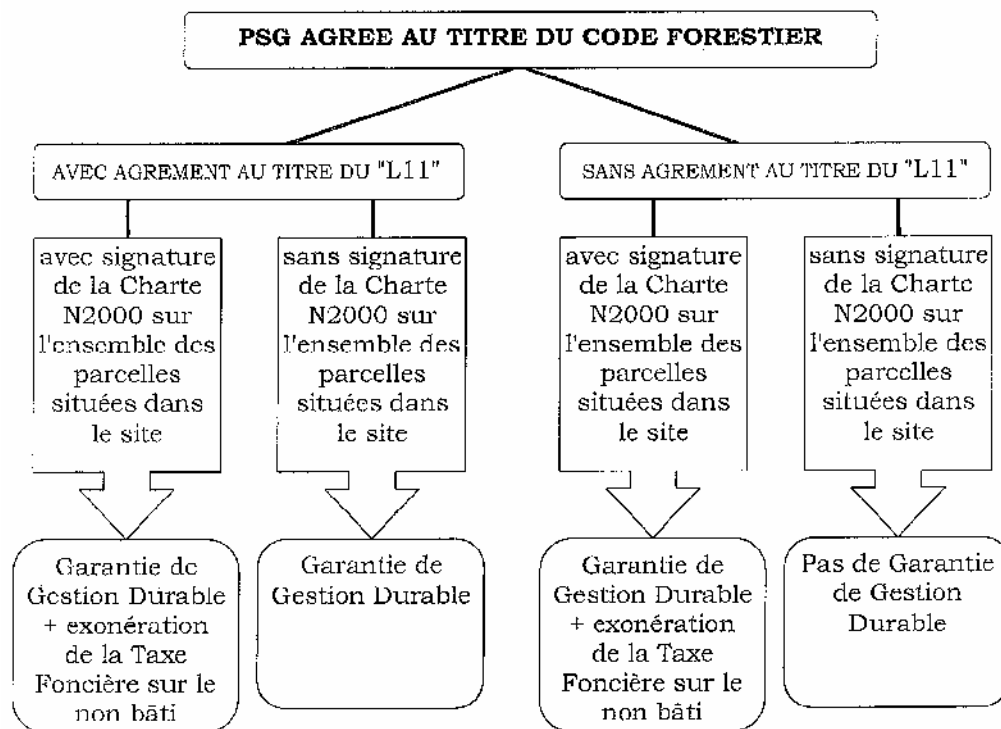 PSG AGREE AU TITRE DU CODE FORESTIER
AVEC AGREMENT AU TITRE DU "L11"
SANS AGREMENT AU TITRE DU "L11"
avec signature
de la Charte
N2000 sur
l'ensemble des
parcelles
situées dans
le site
sans signature
de la Charte
N2000 sur
l'ensemble des
parcelles
situées dans
le site
avec signature
de la Charte
N2000 sur
l'ensemble des
parcelles
situées dans
le site
sans signature
de la Charte
N2000 sur
l'ensemble des
parcelles
situées dans
le site
Garantie de
Gestion Durable
+ exonération
de la Taxe
Foncière sur le
non bâti
Garantie de
Gestion Durable
Garantie de
Gestion Durable
+ exonération
de la Taxe
Foncière sur le
non bâti
Pas de Garantie
de Gestion
Durable